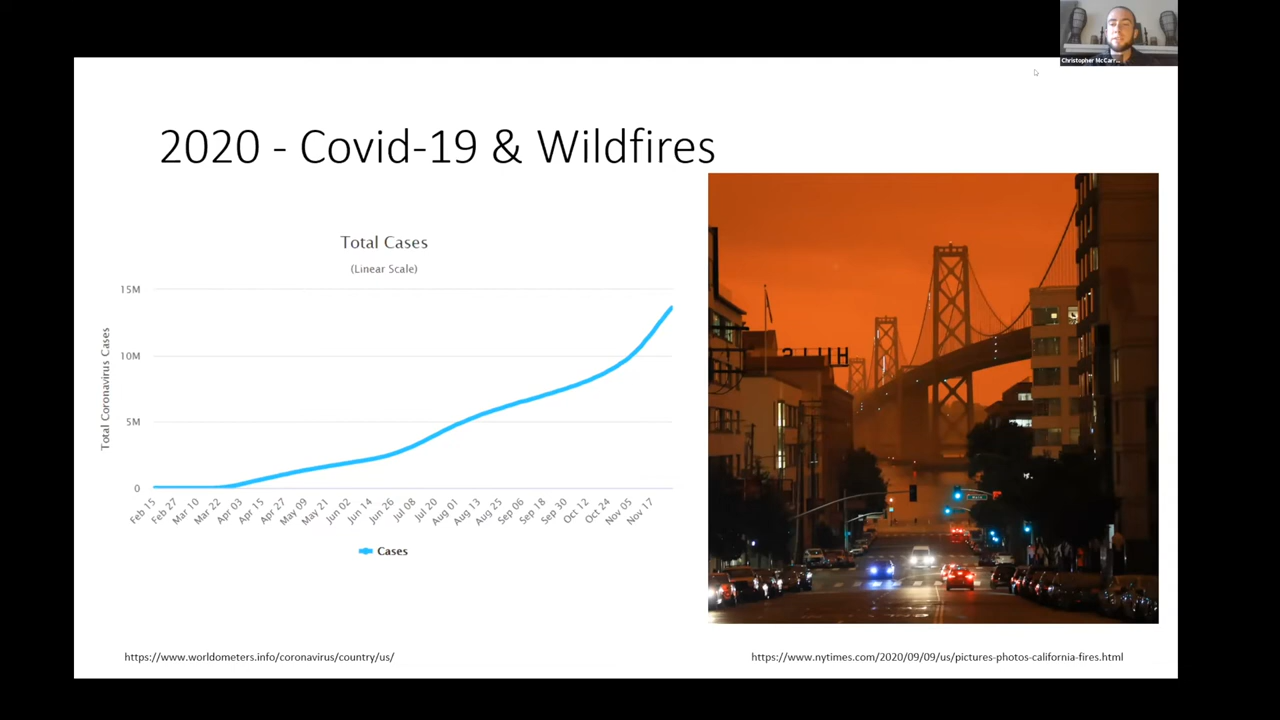 Christopher McCarr...
2020 - Covid-19 & Wildfires
Total Cases
(Linear Scale)
Total Coronavirus Cases
15M
10M
5M
0
Feb 15
Feb 27
Mar 10
Mar 22
Apr 03
Apr 15
Apr 27
May 09
May 21
Jun 02
Jun 14
Jun 26
Jul 08
Jul 20
Aug 01
Aug 13
Aug 25
Sep 06
Sep 18
Sep 30
Oct 12
Oct 24
Nov 05
Nov 17
Cases
HILLS
https://www.worldometers.info/coronavirus/country/us/
https://www.nytimes.com/2020/09/09/us/pictures-photos-california-fires.html